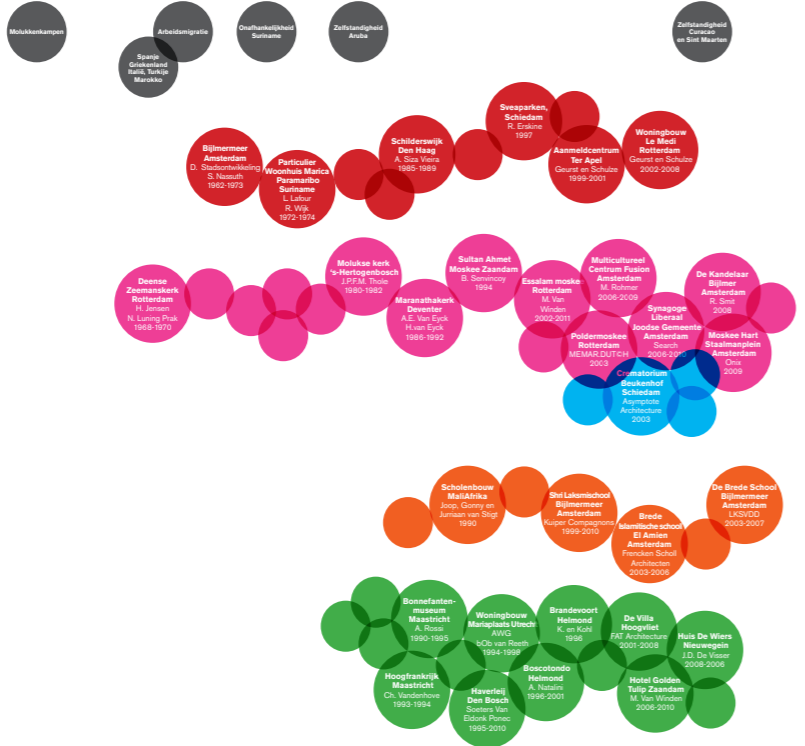 Molukkenkampen
Arbeidsmigratie
Onafhankelijkheid
Suriname
Zelfstandigheid
Aruba
Zelfstandigheid
Curacao
en Sint Maarten
Spanje
Griekenland
Italië, Turkije
Marokko
Bijlmermeer
Amsterdam
D. Stadsontwikkeling
S. Nassuth
1962-1973
Particulier
Woonhuis Marica
Paramaribo
Suriname
L. Lafour
R. Wijk
1972-1974
Schilderswijk
Den Haag
A. Siza Vieira
1985-1989
Sveaparken,
Schiedam
R. Erskine
1997
Aanmeldcentrum
Ter Apel
Geurst en Schulze
1999-2001
Woningbouw
Le Medi
Rotterdam
Geurst en Schulze
2002-2008
Deense
Zeemanskerk
Rotterdam
H. Jensen
N. Luning Prak
1968-1970
Molukse kerk
's-Hertogenbosch
J.P.F.M. Thole
1980-1982
Maranathakerk
Deventer
A.E. Van Eyck
H.van Eyck
1986-1992
Sultan Ahmet
Moskee Zaandam
B. Senvincoy
1994
Essalam moskee
Rotterdam
M. Van
Winden
2002-2011
Multicultureel
Centrum Fusion
Amsterdam
M. Rohmer
2006-2009
Poldermoskee
Rotterdam
MEMAR.DUTCH
2003
Synagoge
Liberaal
Joodse Gemeente
Amsterdam
Search
2006-2010
De Kandelaar
Bijlmer
Amsterdam
R. Smit
2008
Moskee Hart
Staalmanplein
Amsterdam
Onix
2009
Crematorium
Beukenhof
Schiedam
Asymptote
Architecture
2003
Scholenbouw
MaliAfrika
Joop, Gonny en
Jurriaan van Stigt
1990
Shri Laksmischool
Bijlmermeer
Amsterdam
Kuiper Compagnons
1999-2010
Brede
Islamitische school
El Amien
Amsterdam
Frencken Scholl
Architecten
2003-2006
De Brede School
Bijlmermeer
Amsterdam
LKSVDD
2003-2007
Bonnefanten-
museum
Maastricht
A. Rossi
1990-1995
Hoogfrankrijk
Maastricht
Ch. Vandenhove
1993-1994
Woningbouw
Mariaplaats Utrecht
AWG
bOb van Reeth
1994-1998
Haverleij
Den Bosch
Soeters Van
Eldonk Ponec
1995-2010
Brandevoort
Helmond
K. en Kohl
1996
Boscotondo
Helmond
A. Natalini
1996-2001
De Villa
Hoogvliet
FAT Architecture
2001-2008
Hotel Golden
Tulip Zaandam
M. Van Winden
2006-2010
Huis De Wiers
Nieuwegein
J.D. De Visser
2008-2006